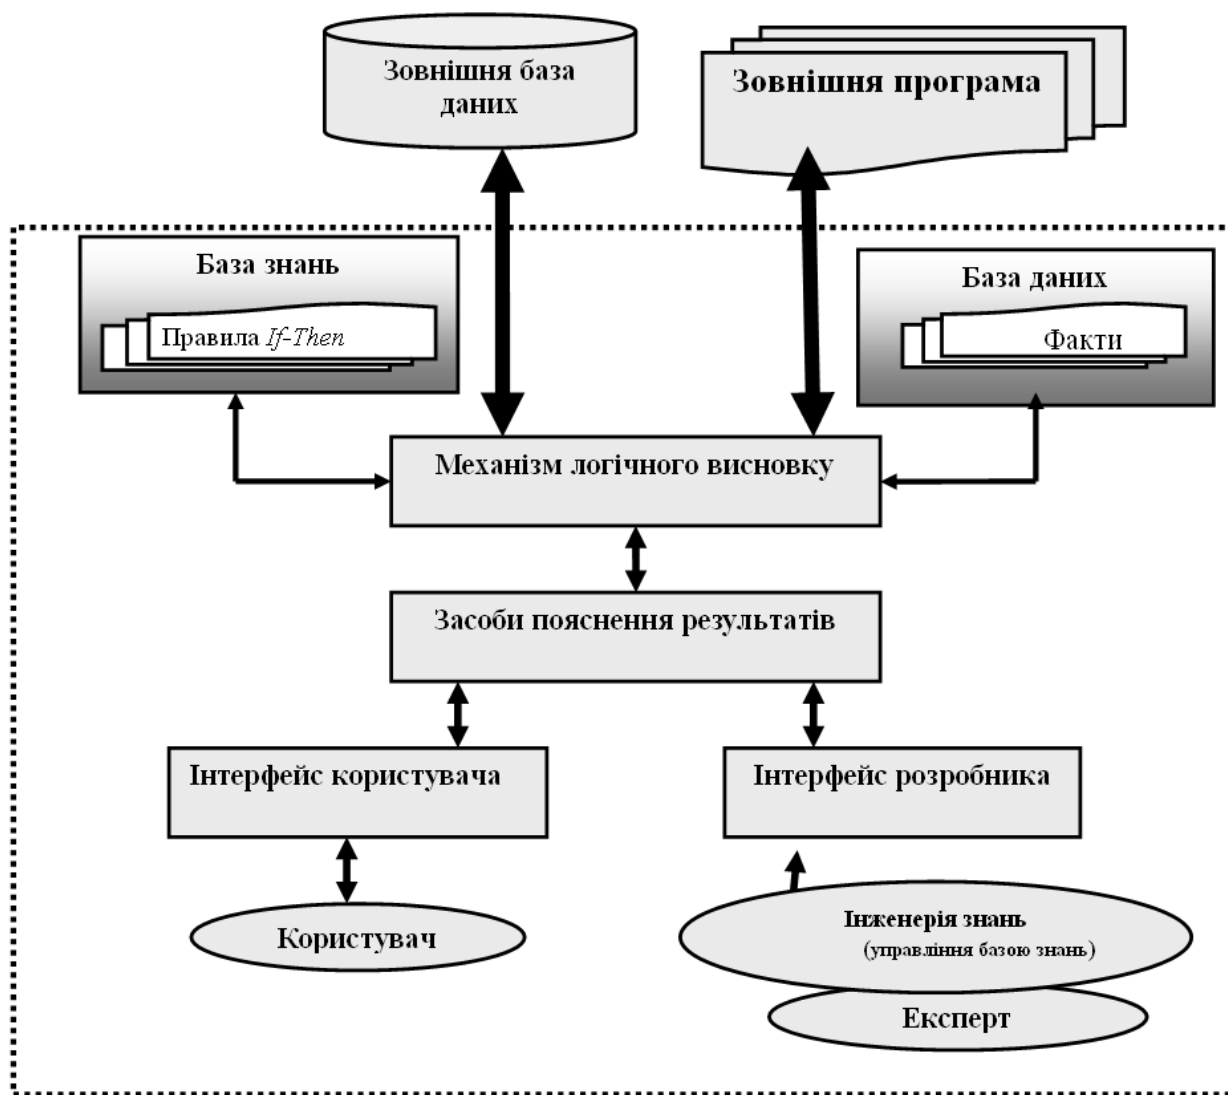 Зовнішня база
даних
Зовнішня програма
База знань
Правила If-Then
База даних
Факти
Механізм логічного висновку
Засоби пояснення результатів
Інтерфейс користувача
Інтерфейс розробника
Користувач
Інженерія знань
(управління базою знань)
Експерт